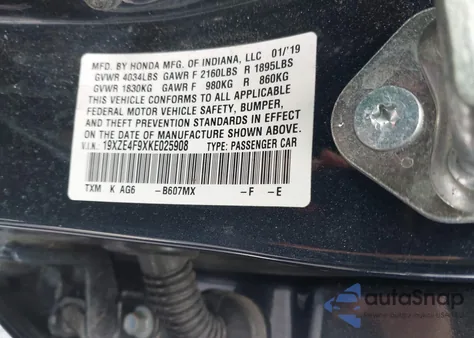 MFD. BY HONDA MFG. OF INDIANA, LLC 01/'19
GVWR 4034LBS GAWR F 2160LBS R 1895LBS
GVWR 1830KG GAWR F 980KG R 860KG
THIS VEHICLE CONFORMS TO ALL APPLICABLE
FEDERAL MOTOR VEHICLE SAFETY, BUMPER,
AND THEFT PREVENTION STANDARDS IN EFFECT
ON THE DATE OF MANUFACTURE SHOWN ABOVE.
V.I.N.: 19XZE4F9XKE025908 TYPE: PASSENGER CAR
TXM K AG6 -B607MX -F -E
autoSnap